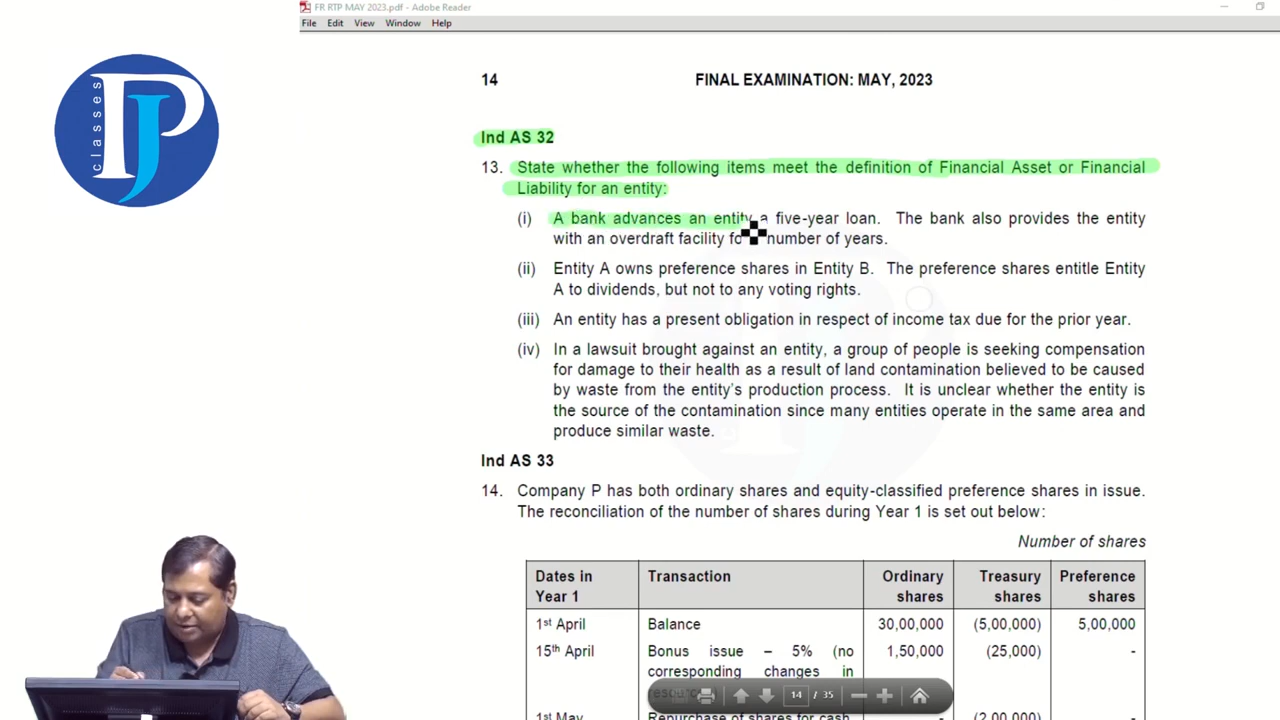 FR RTP MAY 2023.pdf - Adobe Reader
File Edit View Window Help
classes
PJ
14 FINAL EXAMINATION: MAY, 2023
Ind AS 32
13. State whether the following items meet the definition of Financial Asset or Financial
Liability for an entity:
(i) A bank advances an entity a five-year loan. The bank also provides the entity
with an overdraft facility fo number of years.
(ii) Entity A owns preference shares in Entity B. The preference shares entitle Entity
A to dividends, but not to any voting rights.
(iii) An entity has a present obligation in respect of income tax due for the prior year.
(iv) In a lawsuit brought against an entity, a group of people is seeking compensation
for damage to their health as a result of land contamination believed to be caused
by waste from the entity's production process. It is unclear whether the entity is
the source of the contamination since many entities operate in the same area and
produce similar waste.
Ind AS 33
14. Company P has both ordinary shares and equity-classified preference shares in issue.
The reconciliation of the number of shares during Year 1 is set out below:
Number of shares
Dates in Transaction Ordinary Treasury Preference
Year 1 shares shares shares
1st April Balance 30,00,000 (5,00,000) 5,00,000
15th April Bonus issue – 5% (no 1,50,000 (25,000) -
corresponding changes in
14 / 35
1st May Repurchase of shares for cash - (2,00,000) -